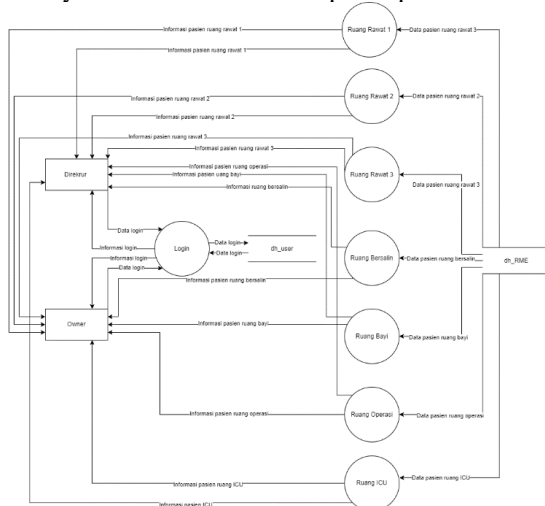 Informasi pasien ruang rawat 1
Ruang Rawat 1
Data pasien ruang rawat 3
Informasi pasien ruang rawat 1
Ruang Rawat 2
Data pasien ruang rawat 2
Informasi pasien ruang rawat 2
Informasi pasien ruang rawat 2
Informasi pasien ruang rawat 3
Informasi pasien ruang rawat 3
Ruang Rawat 3
Data pasien ruang rawat 3
Informasi pasien ruang operasi
Informasi pasien uang bayi
Informasi pasien ruang bersalin
Direkrur
Data login
Login
Data login
Data login
dh_user
Informasi login
Informasi login
Data login
Ruang Bersalin
Data pasien ruang bersalin
dh_RME
Informasi pasien ruang bersalin
Owner
Informasi pasien ruang bayi
Ruang Bayi
Data pasien ruang bayi
Informasi pasien ruang operasi
Ruang Operasi
Data pasien ruang operasi
Informasi pasien ruang ICU
Ruang ICU
Data pasien ruang ICU
Informasi pasien ICU